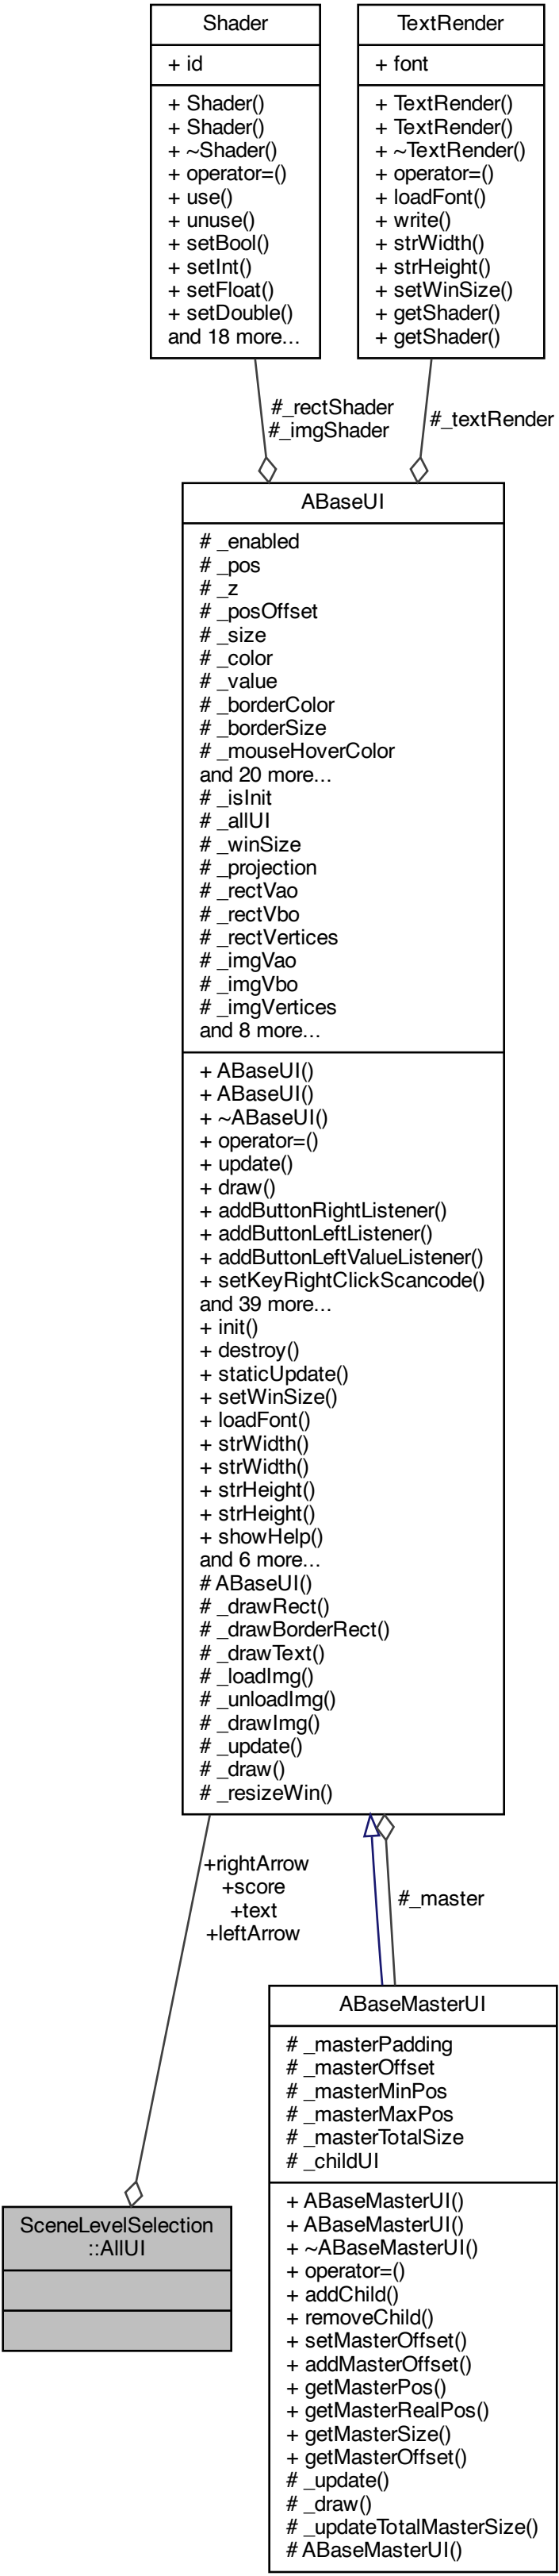 Shader
+ id
+ Shader()
+ Shader()
+ ~Shader()
+ operator=()
+ use()
+ unuse()
+ setBool()
+ setInt()
+ setFloat()
+ setDouble()
and 18 more...
TextRender
+ font
+ TextRender()
+ TextRender()
+ ~TextRender()
+ operator=()
+ loadFont()
+ write()
+ strWidth()
+ strHeight()
+ setWinSize()
+ getShader()
+ getShader()
#_rectShader
#_imgShader
#_textRender
ABaseUI
# _enabled
# _pos
# _z
# _posOffset
# _size
# _color
# _value
# _borderColor
# _borderSize
# _mouseHoverColor
and 20 more...
# _isInit
# _allUI
# _winSize
# _projection
# _rectVao
# _rectVbo
# _rectVertices
# _imgVao
# _imgVbo
# _imgVertices
and 8 more...
+ ABaseUI()
+ ABaseUI()
+ ~ABaseUI()
+ operator=()
+ update()
+ draw()
+ addButtonRightListener()
+ addButtonLeftListener()
+ addButtonLeftValueListener()
+ setKeyRightClickScancode()
and 39 more...
+ init()
+ destroy()
+ staticUpdate()
+ setWinSize()
+ loadFont()
+ strWidth()
+ strWidth()
+ strHeight()
+ strHeight()
+ showHelp()
and 6 more...
# ABaseUI()
# _drawRect()
# _drawBorderRect()
# _drawText()
# _loadImg()
# _unloadImg()
# _drawImg()
# _update()
# _draw()
# _resizeWin()
+rightArrow
+score
+text
+leftArrow
#_master
ABaseMasterUI
# _masterPadding
# _masterOffset
# _masterMinPos
# _masterMaxPos
# _masterTotalSize
# _childUI
+ ABaseMasterUI()
+ ABaseMasterUI()
+ ~ABaseMasterUI()
+ operator=()
+ addChild()
+ removeChild()
+ setMasterOffset()
+ addMasterOffset()
+ getMasterPos()
+ getMasterRealPos()
+ getMasterSize()
+ getMasterOffset()
# _update()
# _draw()
# _updateTotalMasterSize()
# ABaseMasterUI()
SceneLevelSelection
::AllUI